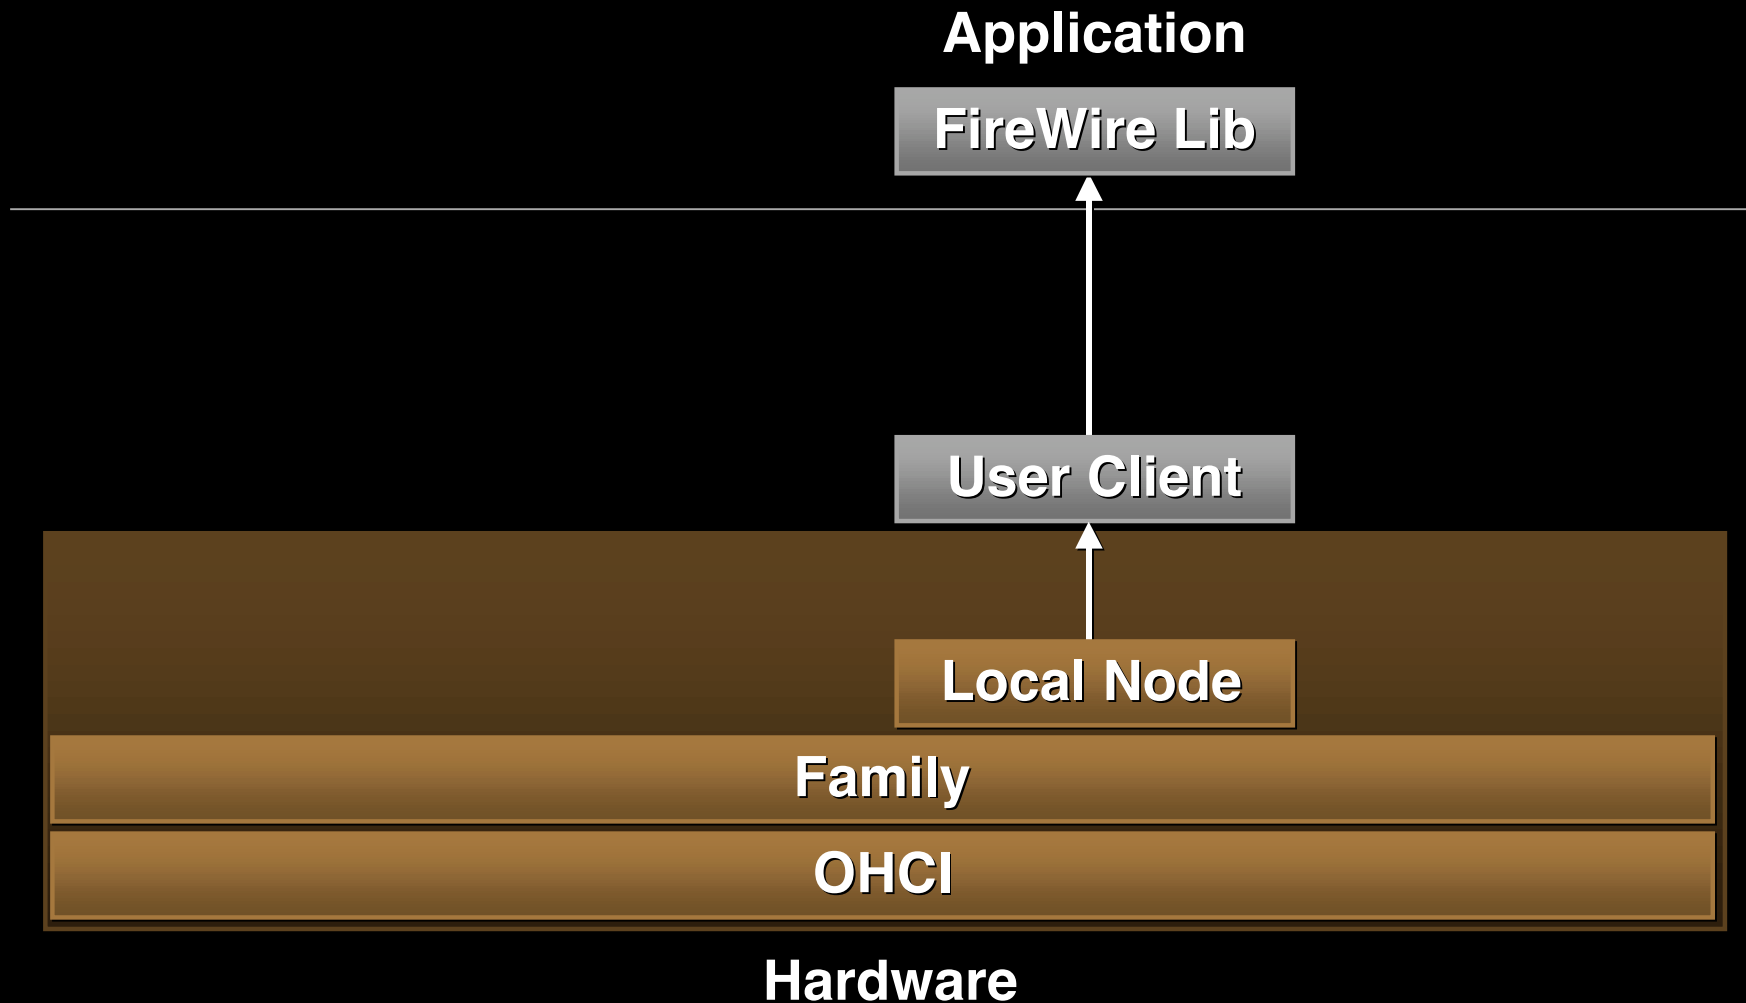 Application
FireWire Lib
User Client
Local Node
Family
OHCI
Hardware